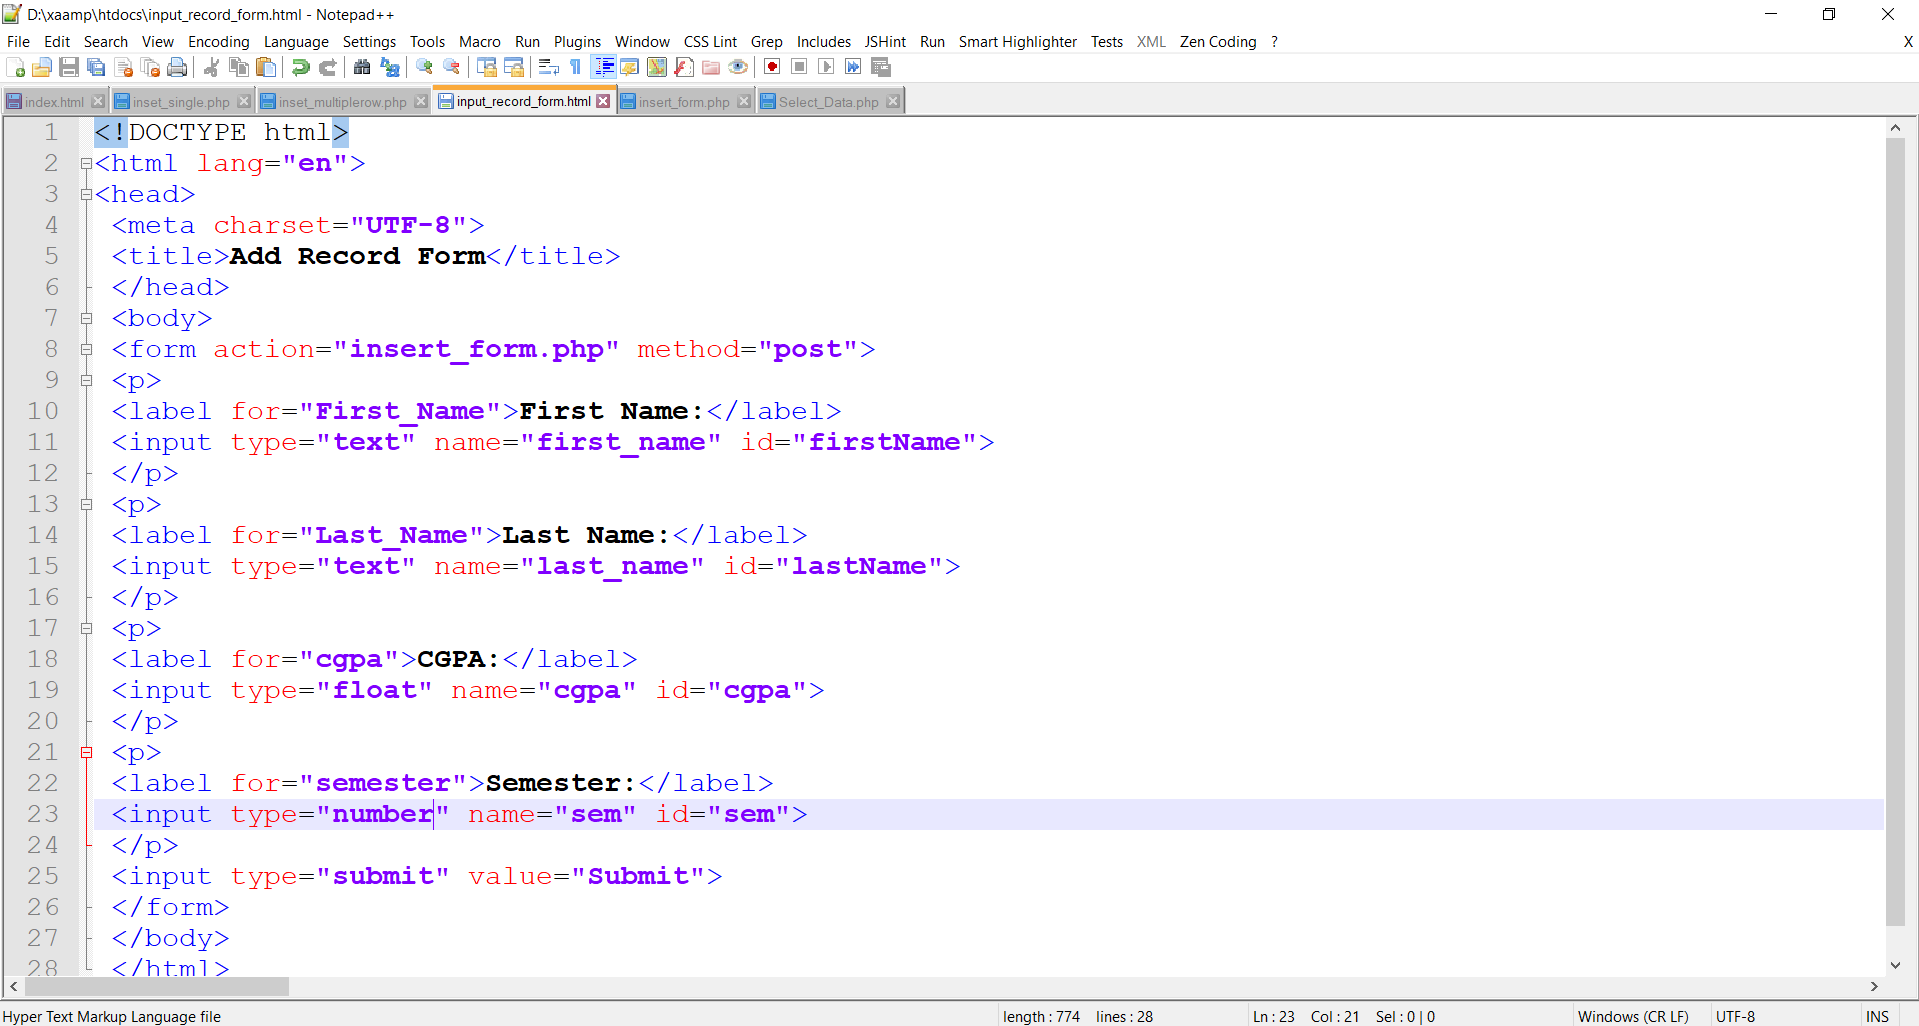 D:\xaamp\htdocs\input_record_form.html - Notepad++
File Edit Search View Encoding Language Settings Tools Macro Run Plugins Window CSS Lint Grep Includes JSHint Run Smart Highlighter Tests XML Zen Coding ? X
index.html inset_single.php inset_multiplerow.php input_record_form.html insert_form.php Select_Data.php
1 <!DOCTYPE html>
2 <html lang="en">
3 <head>
4 <meta charset="UTF-8">
5 <title>Add Record Form</title>
6 </head>
7 <body>
8 <form action="insert_form.php" method="post">
9 <p>
10 <label for="First_Name">First Name:</label>
11 <input type="text" name="first_name" id="firstName">
12 </p>
13 <p>
14 <label for="Last_Name">Last Name:</label>
15 <input type="text" name="last_name" id="lastName">
16 </p>
17 <p>
18 <label for="cgpa">CGPA:</label>
19 <input type="float" name="cgpa" id="cgpa">
20 </p>
21 <p>
22 <label for="semester">Semester:</label>
23 <input type="number" name="sem" id="sem">
24 </p>
25 <input type="submit" value="Submit">
26 </form>
27 </body>
28 </html>
Hyper Text Markup Language file length : 774 lines : 28 Ln : 23 Col : 21 Sel : 0 | 0 Windows (CR LF) UTF-8 INS